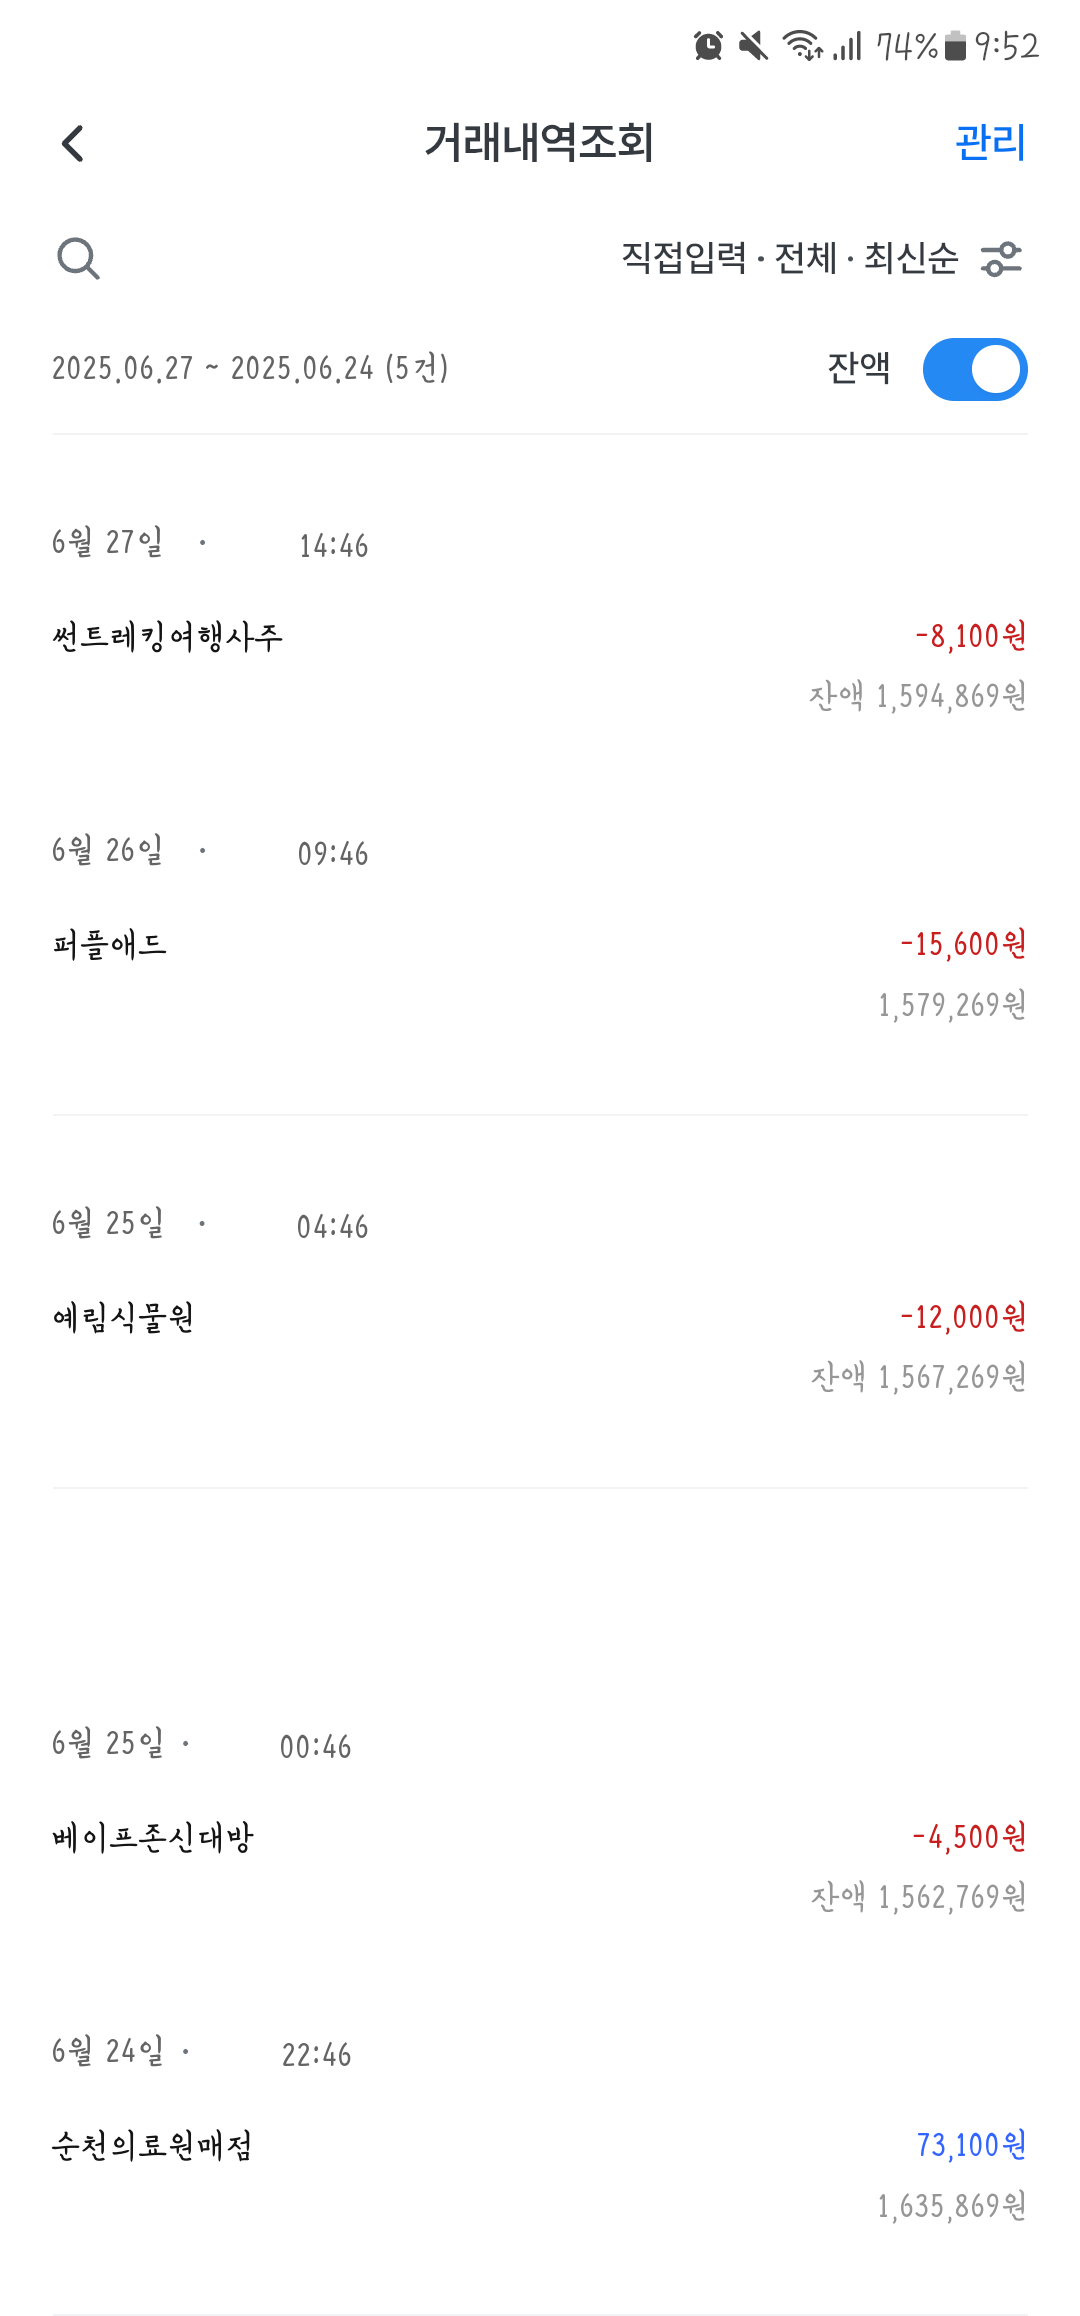 74% 9:52
거래내역조회 관리
직접입력 · 전체 · 최신순
2025.06.27 ~ 2025.06.24 (5건) 잔액
6월 27일 · 14:46
썬트레킹여행사주 -8,100원
잔액 1,594,869원
6월 26일 · 09:46
퍼플애드 -15,600원
1,579,269원
6월 25일 · 04:46
예림식물원 -12,000원
잔액 1,567,269원
6월 25일 · 00:46
베이프존신대방 -4,500원
잔액 1,562,769원
6월 24일 · 22:46
순천의료원매점 73,100원
1,635,869원